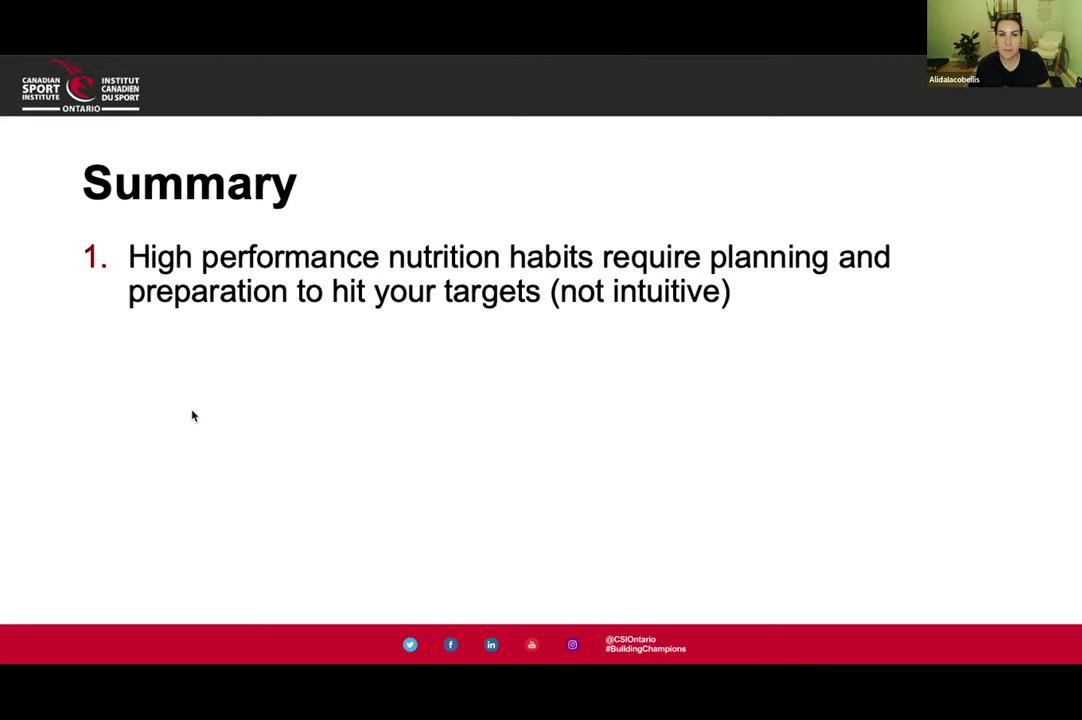 CANADIAN
SPORT
INSTITUTE
INSTITUT
CANADIEN
DU SPORT
ONTARIO
AlidaIacobellis
Summary
1. High performance nutrition habits require planning and
preparation to hit your targets (not intuitive)
@CSIOntario
#BuildingChampions